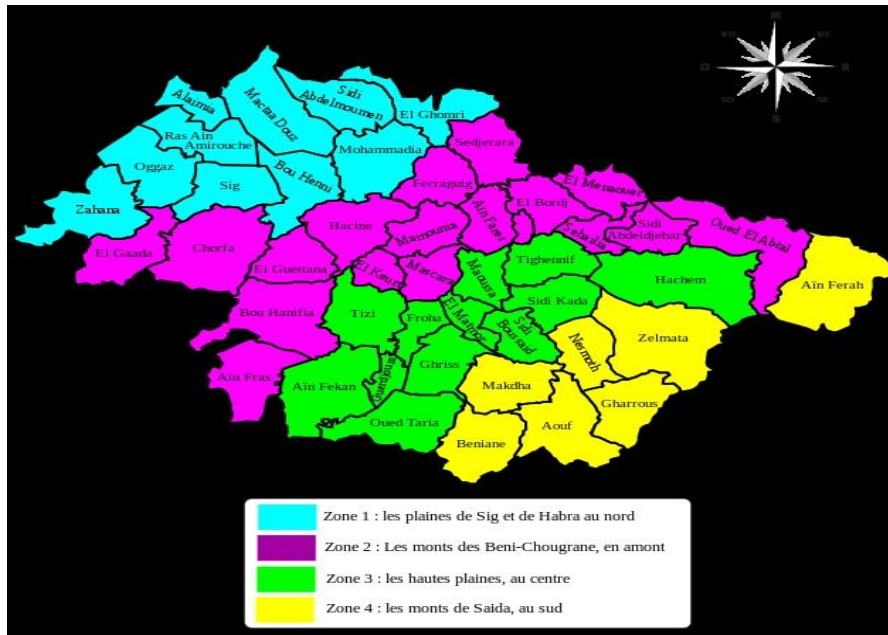 Alaimia
Mactaa Douz
Sidi
Abdelmoumen
El Ghomri
Ras Ain
Amirouche
Oggaz
Sig
Bou Henni
Mohammadia
Sedjerara
Zahana
Ferraguig
El Menaouer
El Gaada
Chorfa
Hacine
Mamounia
Aïn Fares
El Bordj
Sehailia
Sidi
Abdeldjebar
Oued El Abtal
El Guettana
El Keurt
Mascara
Maousra
Tighennif
Hachem
Aïn Ferah
Bou Hanifia
Tizi
Froha
El Matmor
Sidi Kada
Sidi
Boussaid
Nesmoth
Zelmata
Aïn Fras
Aïn Fekan
Guerdjoum
Ghriss
Makdha
Gharrous
Oued Taria
Beniane
Aouf
Zone 1 : les plaines de Sig et de Habra au nord
Zone 2 : Les monts des Beni-Chougrane, en amont
Zone 3 : les hautes plaines, au centre
Zone 4 : les monts de Saida, au sud